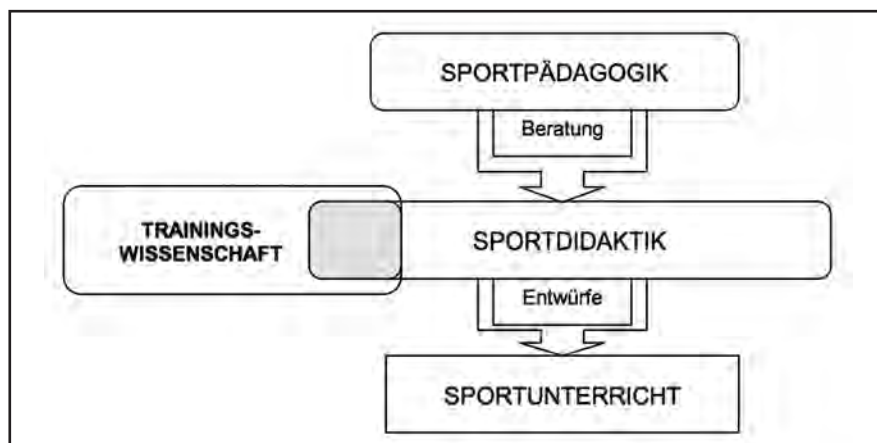 SPORTPÄDAGOGIK
Beratung
TRAININGS-
WISSENSCHAFT
SPORTDIDAKTIK
Entwürfe
SPORTUNTERRICHT